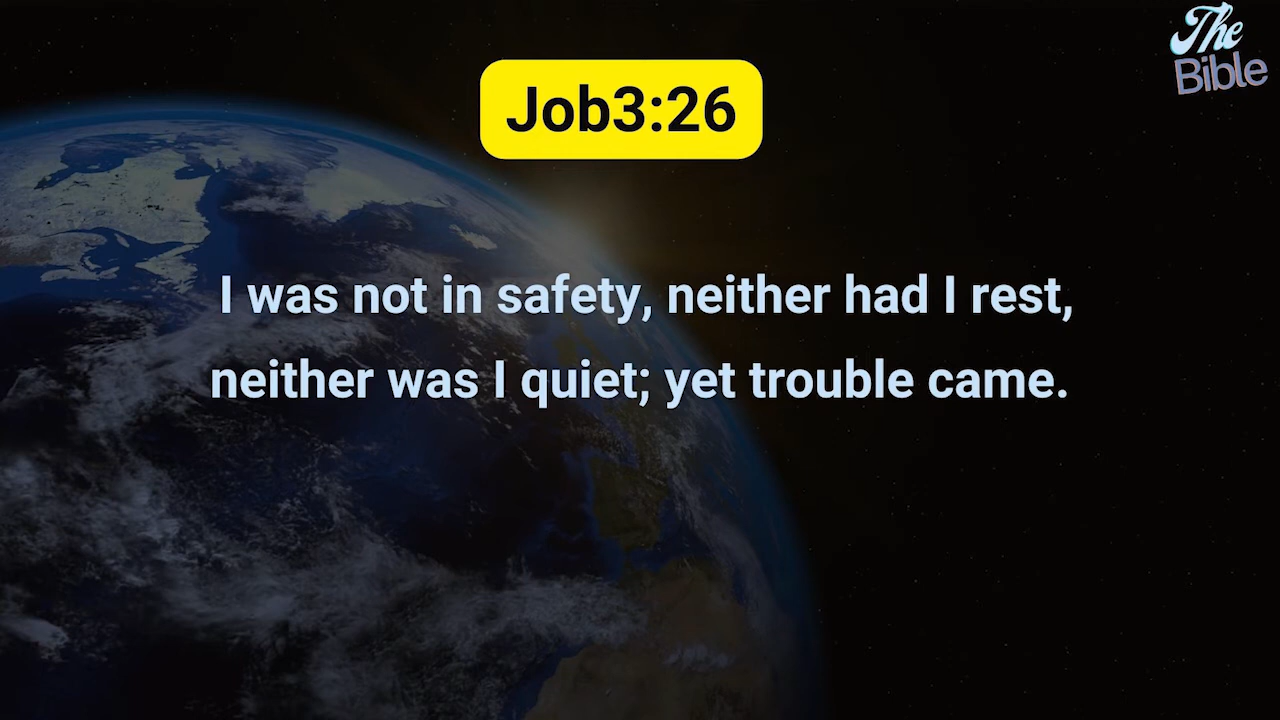 The
Bible
Job3:26
I was not in safety, neither had I rest,
neither was I quiet; yet trouble came.